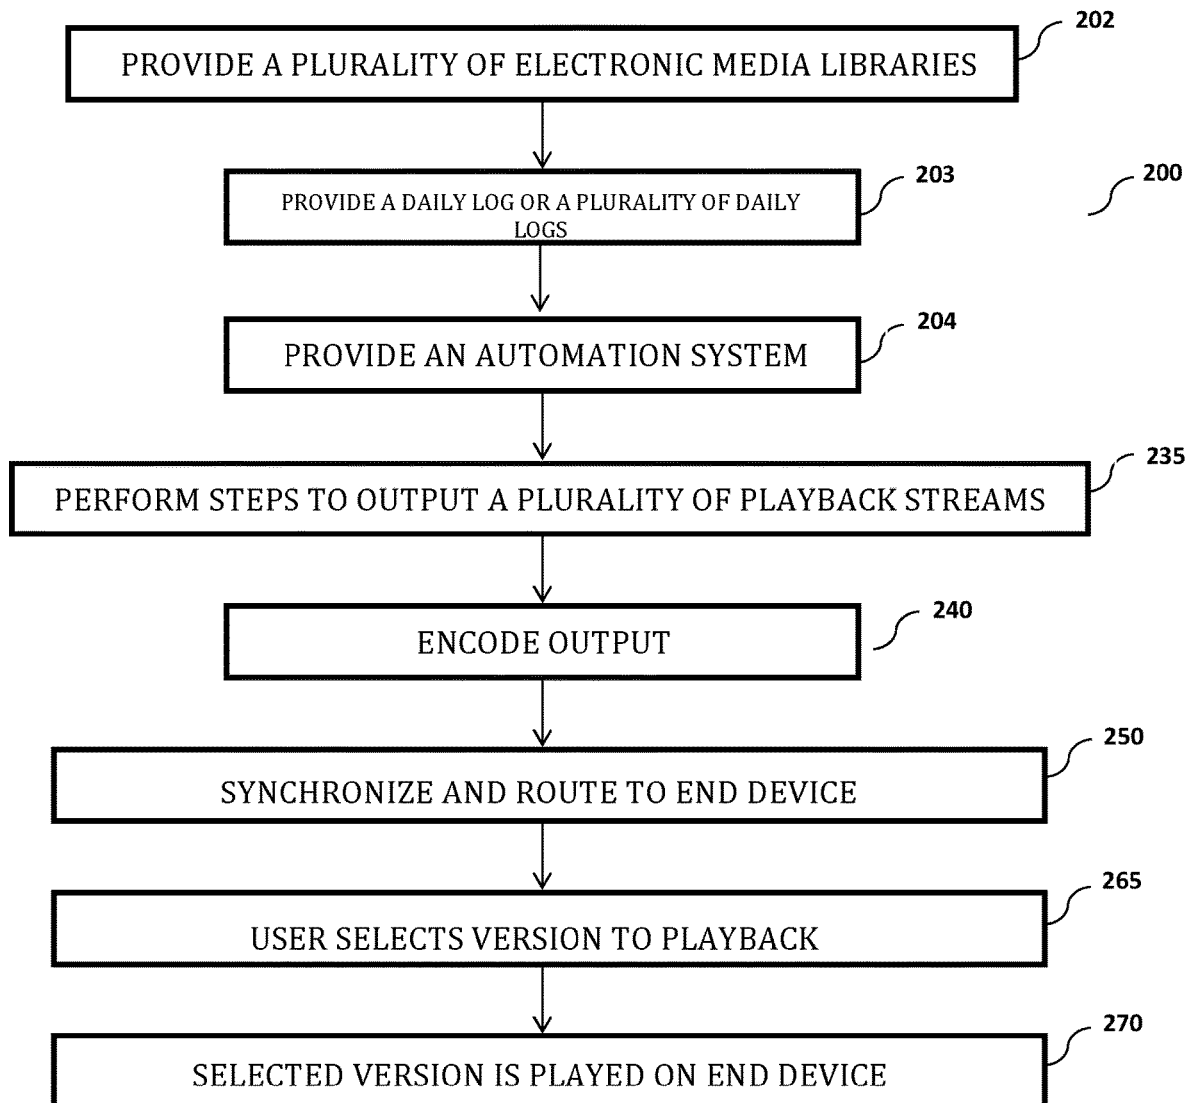 202
PROVIDE A PLURALITY OF ELECTRONIC MEDIA LIBRARIES
203
200
PROVIDE A DAILY LOG OR A PLURALITY OF DAILY
LOGS
204
PROVIDE AN AUTOMATION SYSTEM
235
PERFORM STEPS TO OUTPUT A PLURALITY OF PLAYBACK STREAMS
240
ENCODE OUTPUT
250
SYNCHRONIZE AND ROUTE TO END DEVICE
265
USER SELECTS VERSION TO PLAYBACK
270
SELECTED VERSION IS PLAYED ON END DEVICE